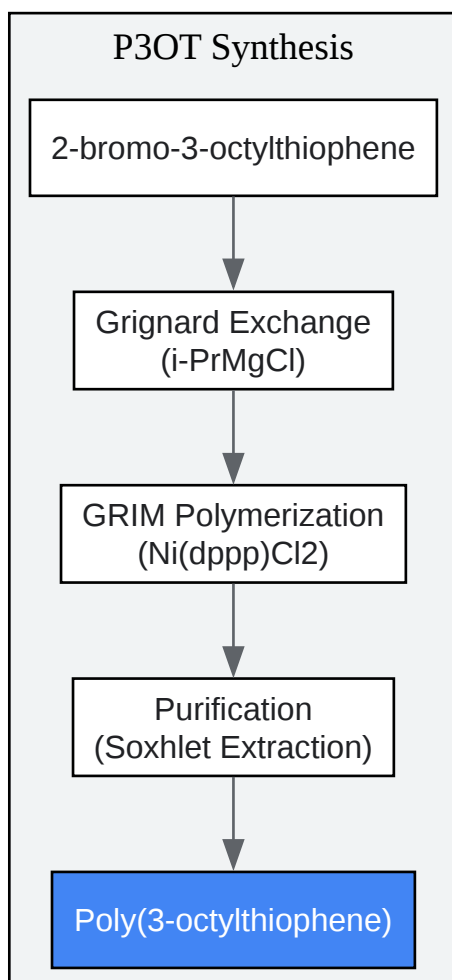 P3OT Synthesis
2-bromo-3-octylthiophene
Grignard Exchange
(i-PrMgCl)
GRIM Polymerization
(Ni(dppp)Cl2)
Purification
(Soxhlet Extraction)
Poly(3-octylthiophene)